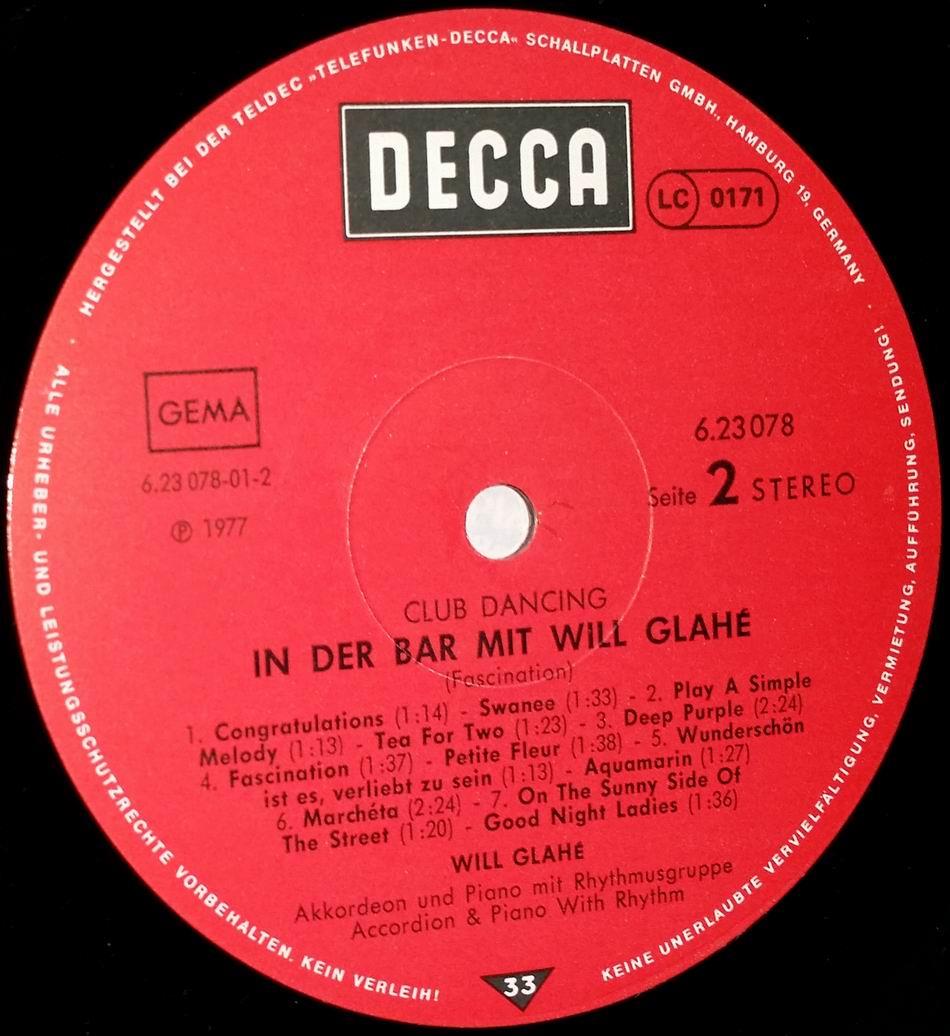 HERGESTELLT BEI DER TELDEC »TELEFUNKEN-DECCA« SCHALLPLATTEN GMBH., HAMBURG 19, GERMANY
DECCA
LC 0171
GEMA
6.23 078-01-2
℗ 1977
6.23078
Seite 2 STEREO
CLUB DANCING
IN DER BAR MIT WILL GLAHÉ
(Fascination)
1. Congratulations (1:14) - Swanee (1:33) - 2. Play A Simple
Melody (1:13) - Tea For Two (1:23) - 3. Deep Purple (2:24)
4. Fascination (1:37) - Petite Fleur (1:38) - 5. Wunderschön
ist es, verliebt zu sein (1:13) - Aquamarin (1:27)
6. Marchéta (2:24) - 7. On The Sunny Side Of
The Street (1:20) - Good Night Ladies (1:36)
WILL GLAHÉ
Akkordeon und Piano mit Rhythmusgruppe
Accordion & Piano With Rhythm
33
ALLE URHEBER- UND LEISTUNGSSCHUTZRECHTE VORBEHALTEN. KEIN VERLEIH!
KEINE UNERLAUBTE VERVIELFÄLTIGUNG, VERMIETUNG, AUFFÜHRUNG, SENDUNG!